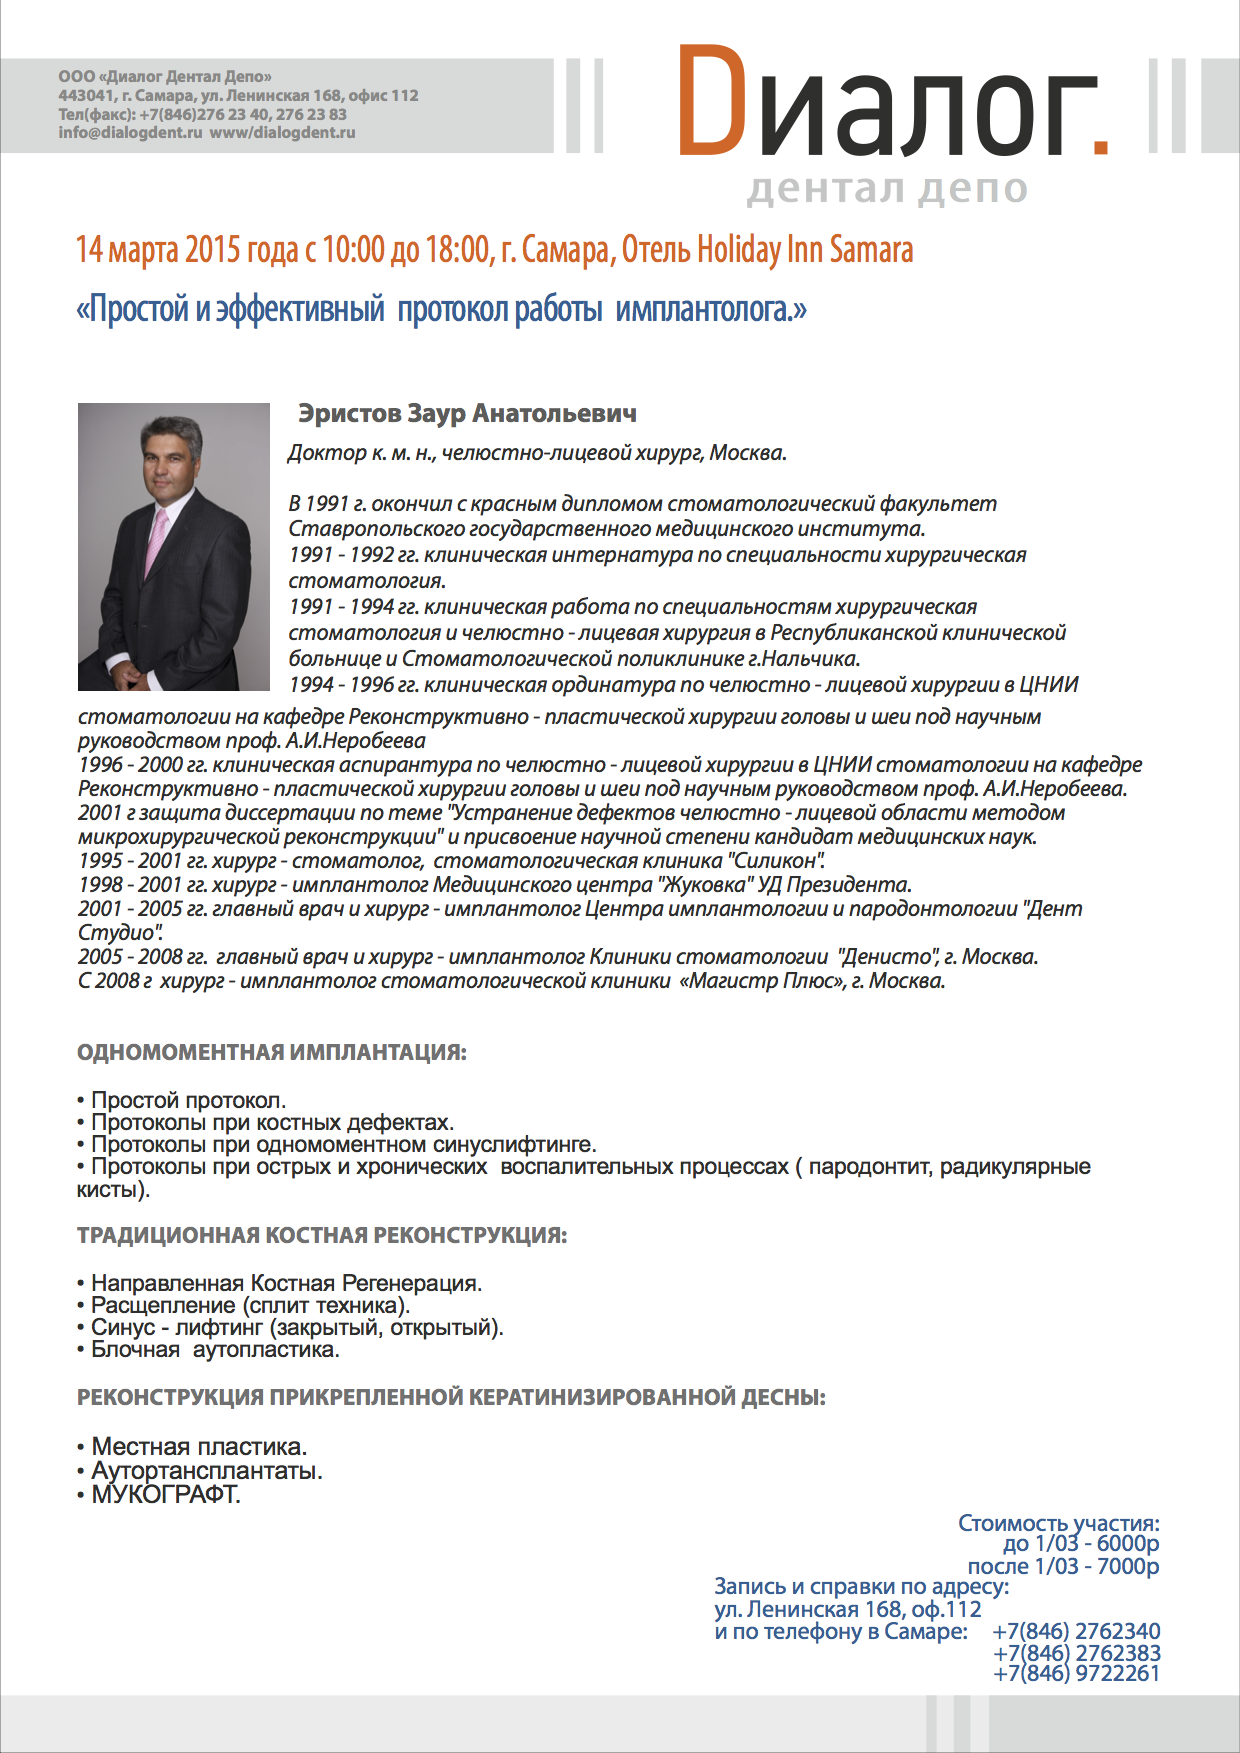 ООО «Диалог Дентал Депо»
443041, г. Самара, ул. Ленинская 168, офис 112
Тел(факс): +7(846)276 23 40, 276 23 83
info@dialogdent.ru  www/dialogdent.ru
Dиалог.
дентал депо
14 марта 2015 года с 10:00 до 18:00, г. Самара, Отель Holiday Inn Samara
«Простой и эффективный  протокол работы  имплантолога.»
Эристов Заур Анатольевич
Доктор к. м. н., челюстно-лицевой хирург, Москва.
В 1991 г. окончил с красным дипломом стоматологический факультет
Ставропольского государственного медицинского института.
1991 - 1992 гг. клиническая интернатура по специальности хирургическая
стоматология.
1991 - 1994 гг. клиническая работа по специальностям хирургическая
стоматология и челюстно - лицевая хирургия в Республиканской клинической
больнице и Стоматологической поликлинике г.Нальчика.
1994 - 1996 гг. клиническая ординатура по челюстно - лицевой хирургии в ЦНИИ
стоматологии на кафедре Реконструктивно - пластической хирургии головы и шеи под научным
руководством проф. А.И.Неробеева
1996 - 2000 гг. клиническая аспирантура по челюстно - лицевой хирургии в ЦНИИ стоматологии на кафедре
Реконструктивно - пластической хирургии головы и шеи под научным руководством проф. А.И.Неробеева.
2001 г защита диссертации по теме "Устранение дефектов челюстно - лицевой области методом
микрохирургической реконструкции" и присвоение научной степени кандидат медицинских наук.
1995 - 2001 гг. хирург - стоматолог,  стоматологическая клиника "Силикон".
1998 - 2001 гг. хирург - имплантолог Медицинского центра "Жуковка" УД Президента.
2001 - 2005 гг. главный врач и хирург - имплантолог Центра имплантологии и пародонтологии "Дент
Студио".
2005 - 2008 гг.  главный врач и хирург - имплантолог Клиники стоматологии  "Денисто", г. Москва.
С 2008 г  хирург - имплантолог стоматологической клиники  «Магистр Плюс», г. Москва.
ОДНОМОМЕНТНАЯ ИМПЛАНТАЦИЯ:
• Простой протокол.
• Протоколы при костных дефектах.
• Протоколы при одномоментном синуслифтинге.
• Протоколы при острых и хронических  воспалительных процессах ( пародонтит, радикулярные
кисты).
ТРАДИЦИОННАЯ КОСТНАЯ РЕКОНСТРУКЦИЯ:
• Направленная Костная Регенерация.
• Расщепление (сплит техника).
• Синус - лифтинг (закрытый, открытый).
• Блочная  аутопластика.
РЕКОНСТРУКЦИЯ ПРИКРЕПЛЕННОЙ КЕРАТИНИЗИРОВАННОЙ ДЕСНЫ:
• Местная пластика.
• Аутортансплантаты.
• МУКОГРАФТ.
Стоимость участия:
до 1/03 - 6000р
после 1/03 - 7000р
Запись и справки по адресу:
ул. Ленинская 168, оф.112
и по телефону в Самаре:    +7(846) 2762340
+7(846) 2762383
+7(846) 9722261